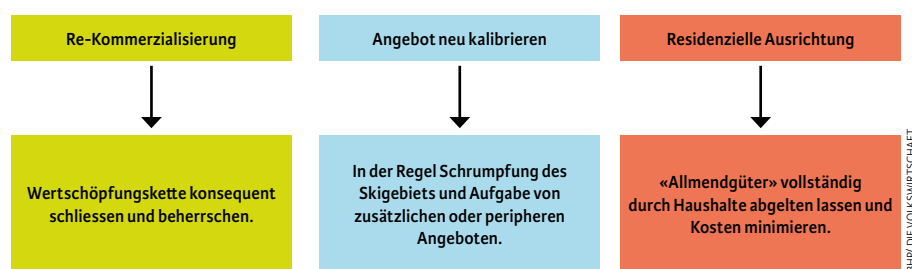 Re-Kommerzialisierung
Angebot neu kalibrieren
Residenzielle Ausrichtung
Wertschöpfungskette konsequent
schliessen und beherrschen.
In der Regel Schrumpfung des
Skigebiets und Aufgabe von
zusätzlichen oder peripheren
Angeboten.
«Allmendgüter» vollständig
durch Haushalte abgelten lassen und
Kosten minimieren.
DIE VOLKSWIRTSCHAFT